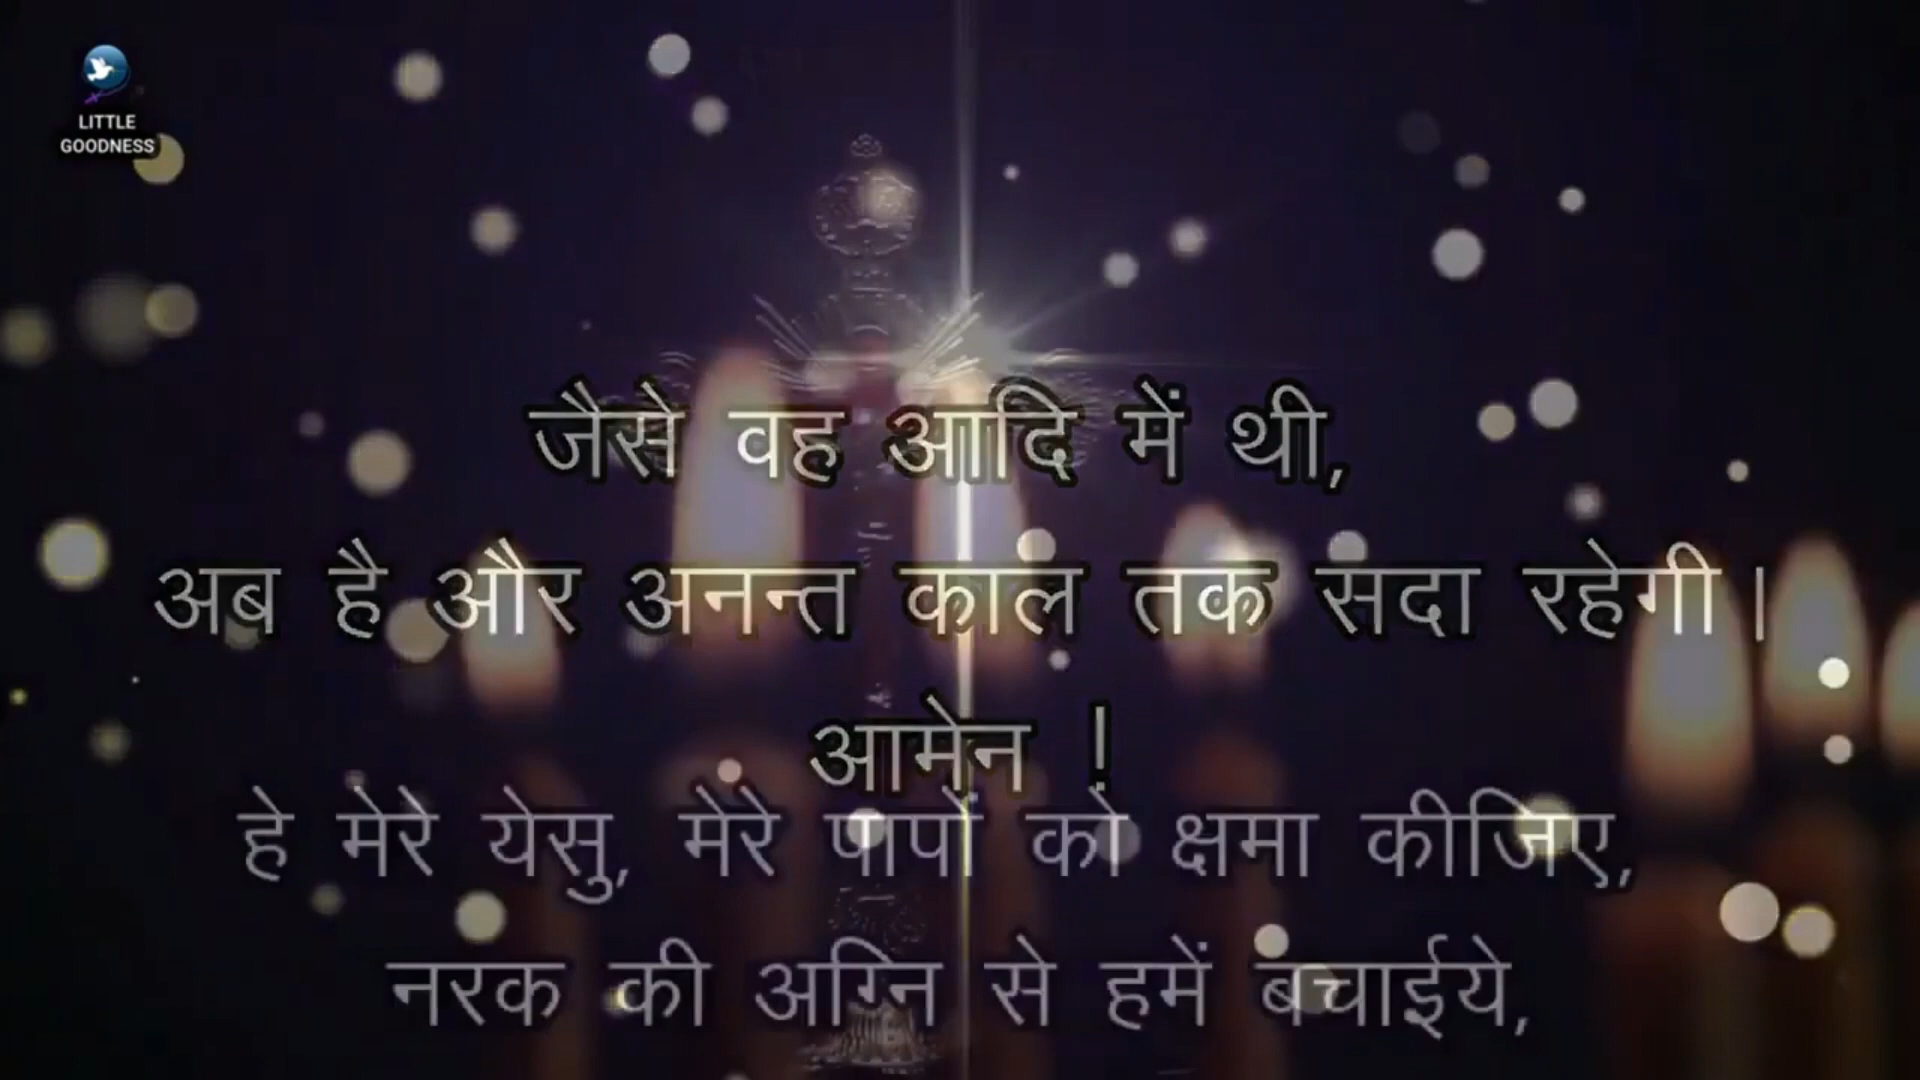 LITTLE
GOODNESS
जैसे वह आदि में थी,
अब है और अनन्त काल तक सदा रहेगी।
आमेन !
हे मेरे येसु, मेरे पापों को क्षमा कीजिए,
नरक की अग्नि से हमें बचाईये,